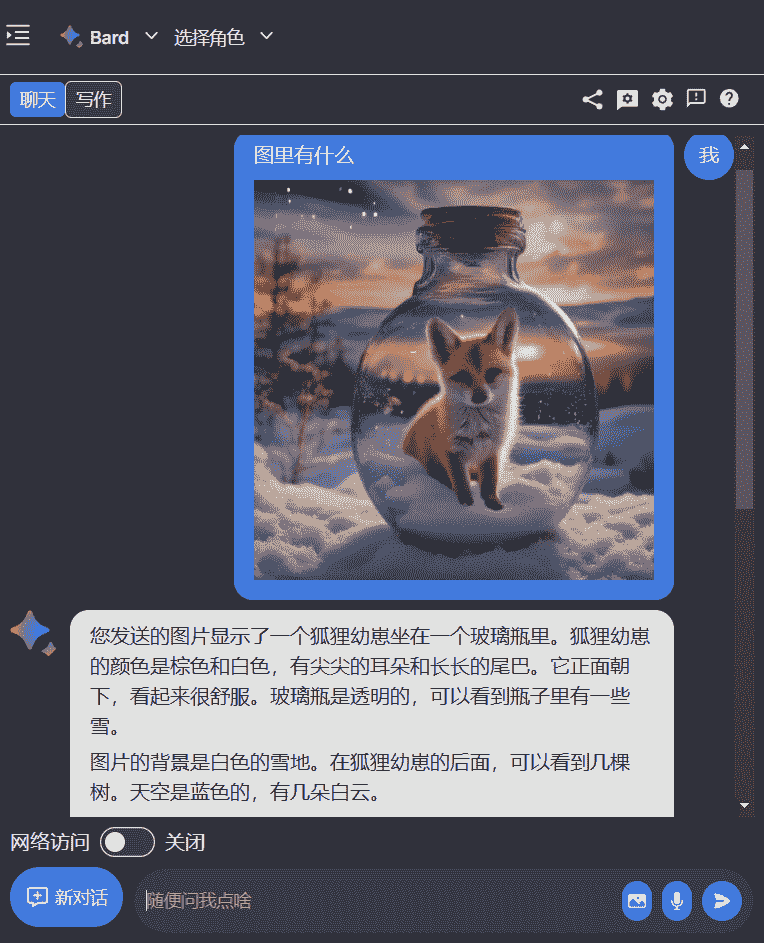 Bard 选择角色
聊天 写作
图里有什么
我
您发送的图片显示了一个狐狸幼崽坐在一个玻璃瓶里。狐狸幼崽
的颜色是棕色和白色，有尖尖的耳朵和长长的尾巴。它正面朝
下，看起来很舒服。玻璃瓶是透明的，可以看到瓶子里有一些
雪。
图片的背景是白色的雪地。在狐狸幼崽的后面，可以看到几棵
树。天空是蓝色的，有几朵白云。
网络访问 关闭
新对话 随便问我点啥